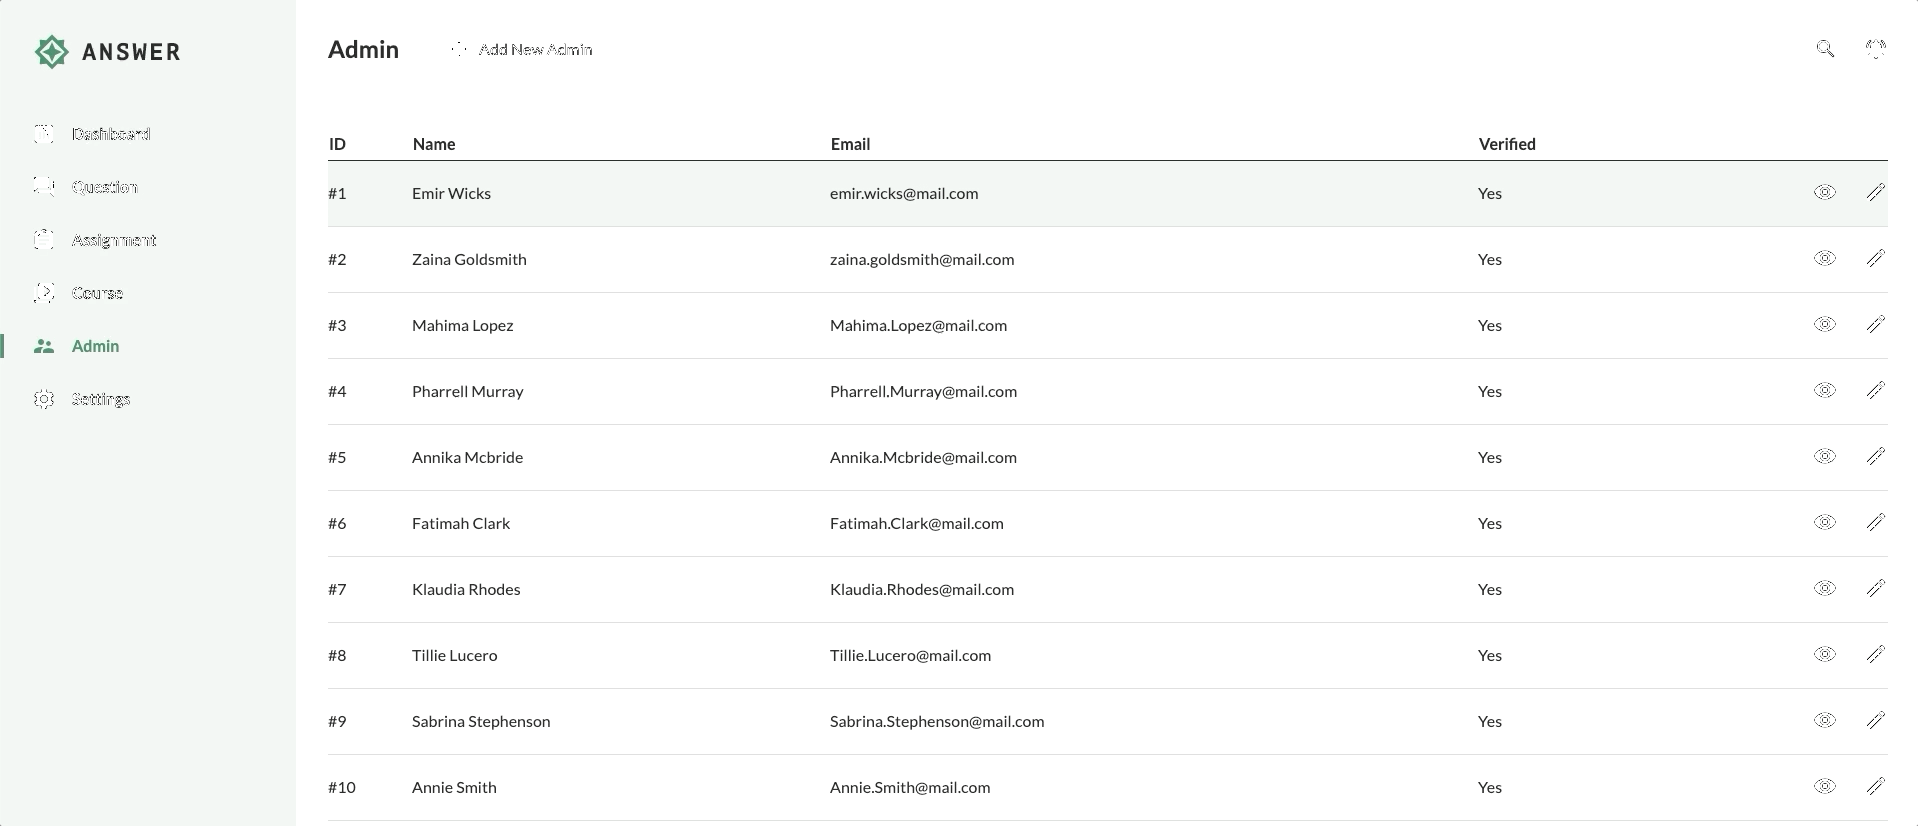 ANSWER
Dashboard
Question
Assignment
Course
Admin
Settings
Admin
Add New Admin
ID Name Email Verified
#1 Emir Wicks emir.wicks@mail.com Yes
#2 Zaina Goldsmith zaina.goldsmith@mail.com Yes
#3 Mahima Lopez Mahima.Lopez@mail.com Yes
#4 Pharrell Murray Pharrell.Murray@mail.com Yes
#5 Annika Mcbride Annika.Mcbride@mail.com Yes
#6 Fatimah Clark Fatimah.Clark@mail.com Yes
#7 Klaudia Rhodes Klaudia.Rhodes@mail.com Yes
#8 Tillie Lucero Tillie.Lucero@mail.com Yes
#9 Sabrina Stephenson Sabrina.Stephenson@mail.com Yes
#10 Annie Smith Annie.Smith@mail.com Yes